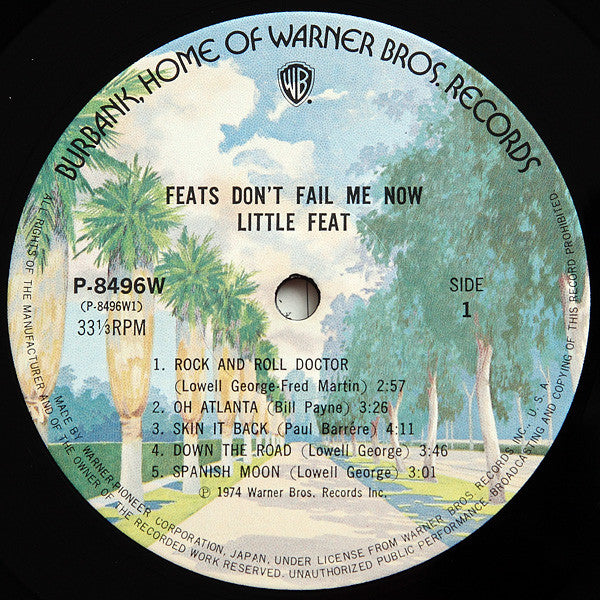 BURBANK, HOME OF WARNER BROS. RECORDS
WB
FEATS DON'T FAIL ME NOW
LITTLE FEAT
P-8496W
(P-8496W1)
33⅓RPM
SIDE
1
1. ROCK AND ROLL DOCTOR
(Lowell George-Fred Martin) 2:57
2. OH ATLANTA (Bill Payne) 3:26
3. SKIN IT BACK (Paul Barrére) 4:11
4. DOWN THE ROAD (Lowell George) 3:46
5. SPANISH MOON (Lowell George) 3:01
Ⓟ 1974 Warner Bros. Records Inc.
MADE BY WARNER-PIONEER CORPORATION, JAPAN, UNDER LICENSE FROM WARNER BROS. RECORDS INC. U.S.A.
ALL RIGHTS OF THE MANUFACTURER AND OF THE OWNER OF THE RECORDED WORK RESERVED. UNAUTHORIZED PUBLIC PERFORMANCE, BROADCASTING AND COPYING OF THIS RECORD PROHIBITED